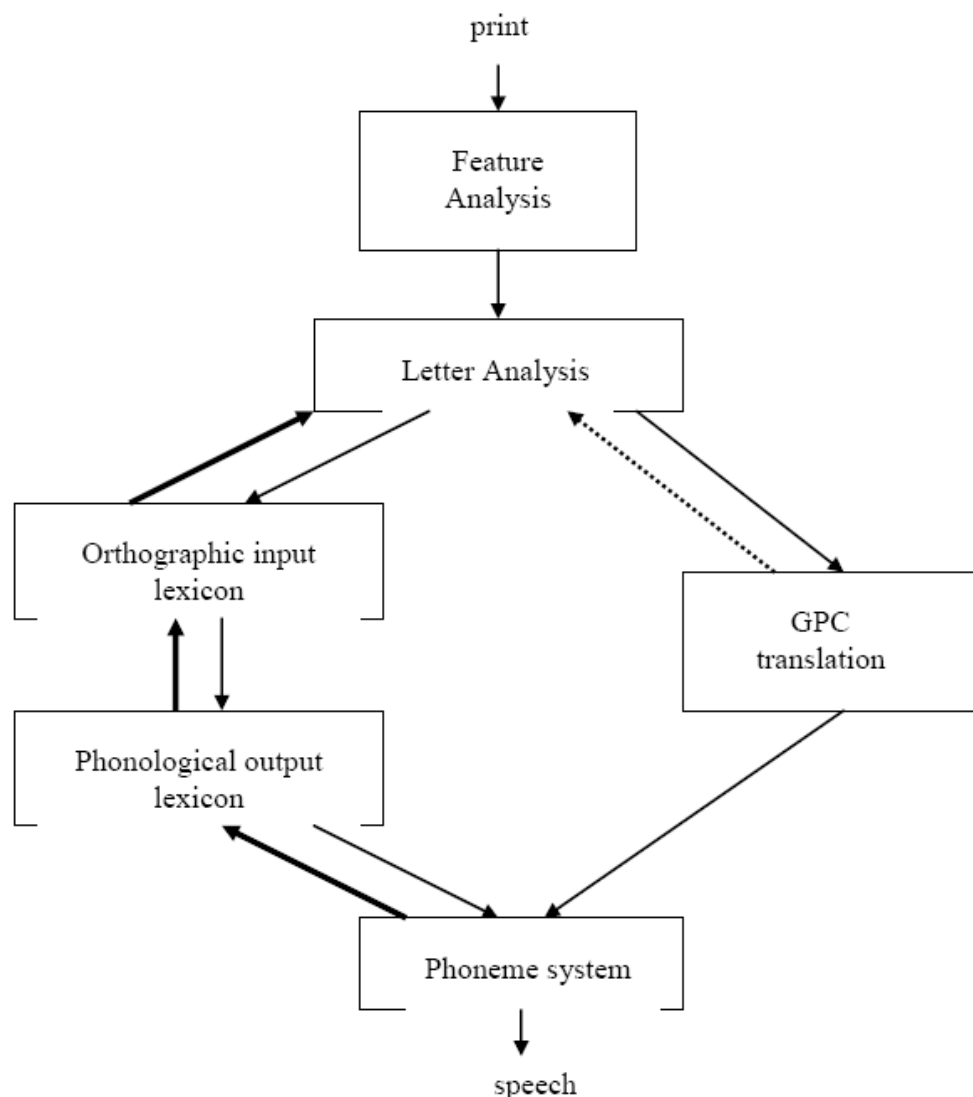 print
Feature
Analysis
Letter Analysis
Orthographic input
lexicon
GPC
translation
Phonological output
lexicon
Phoneme system
speech